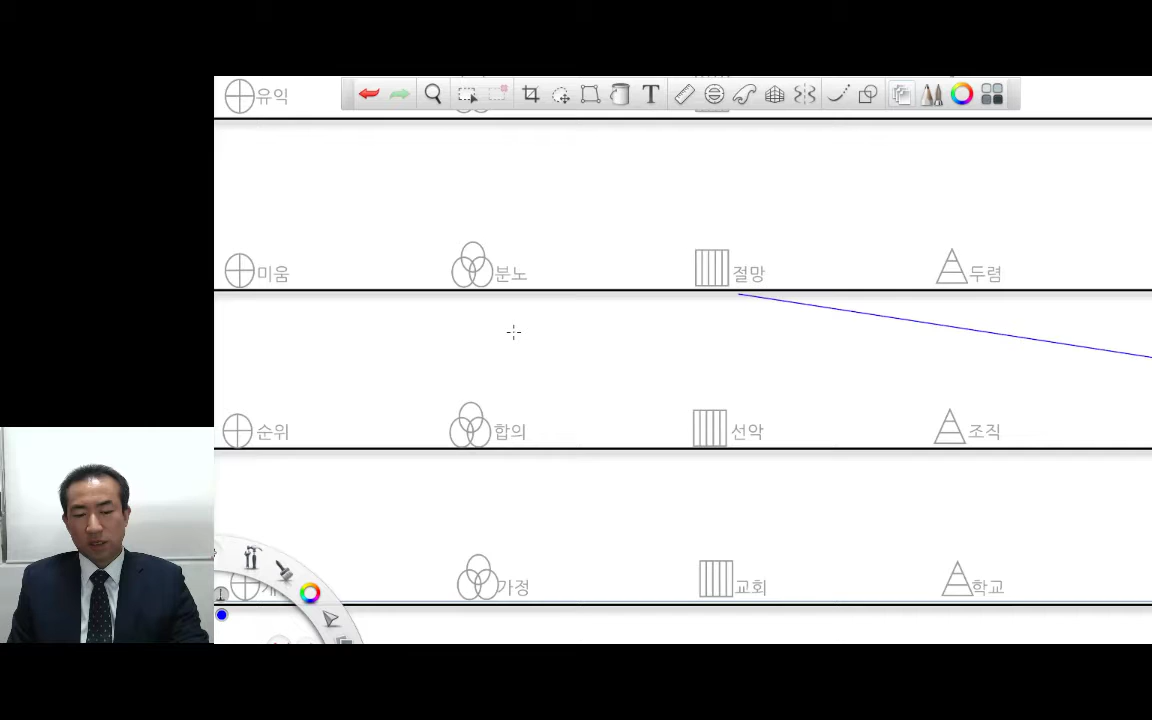 유익
미움 분노 절망 두렴
순위 합의 선악 조직
가정 교회 학교